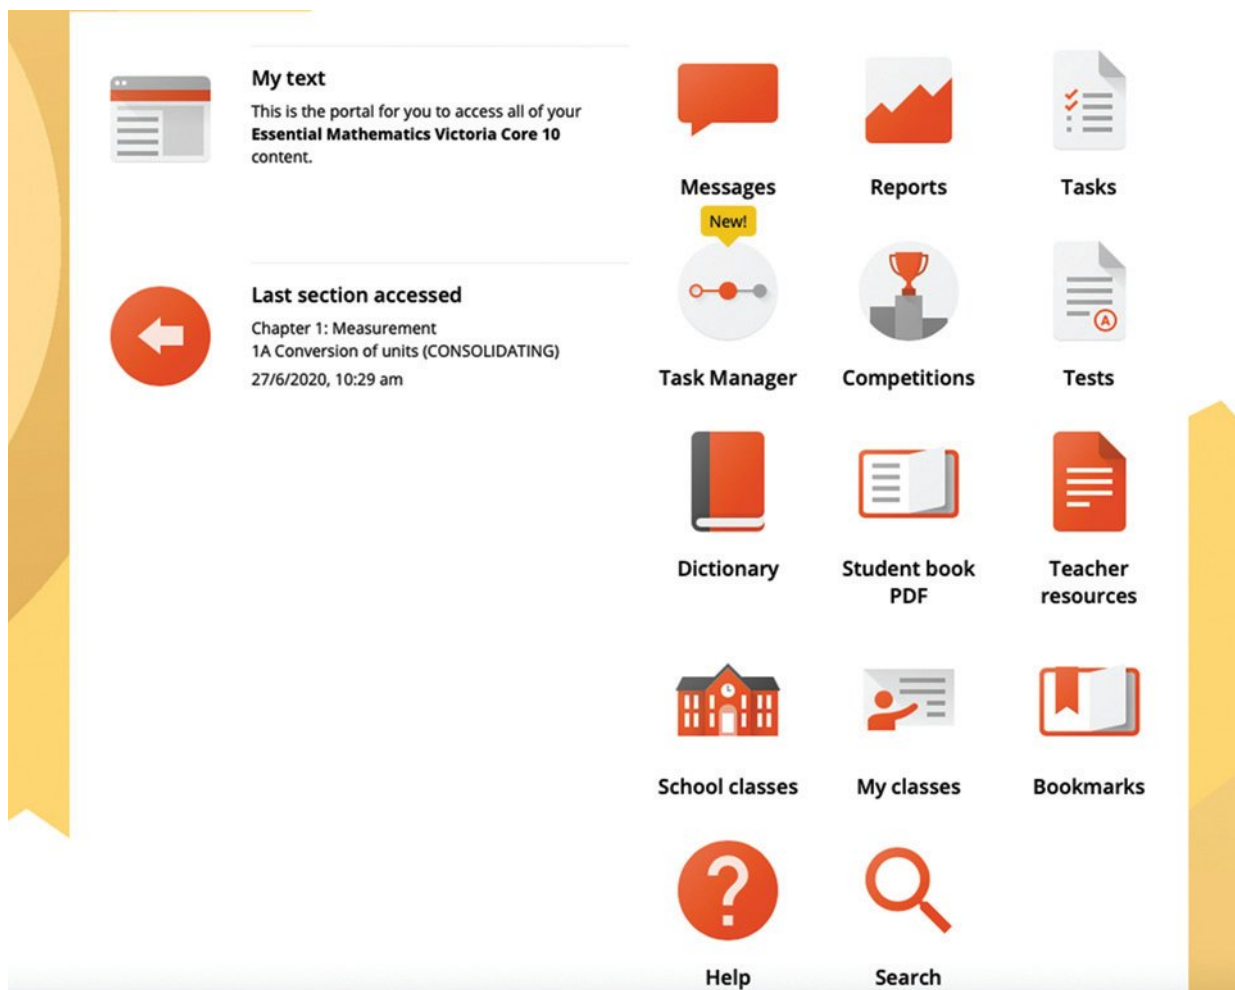 My text
This is the portal for you to access all of your
Essential Mathematics Victoria Core 10
content.
Last section accessed
Chapter 1: Measurement
1A Conversion of units (CONSOLIDATING)
27/6/2020, 10:29 am
Messages
Reports
Tasks
New!
Task Manager
Competitions
A
Tests
Dictionary
Student book
PDF
Teacher
resources
School classes
My classes
Bookmarks
?
Help
Search